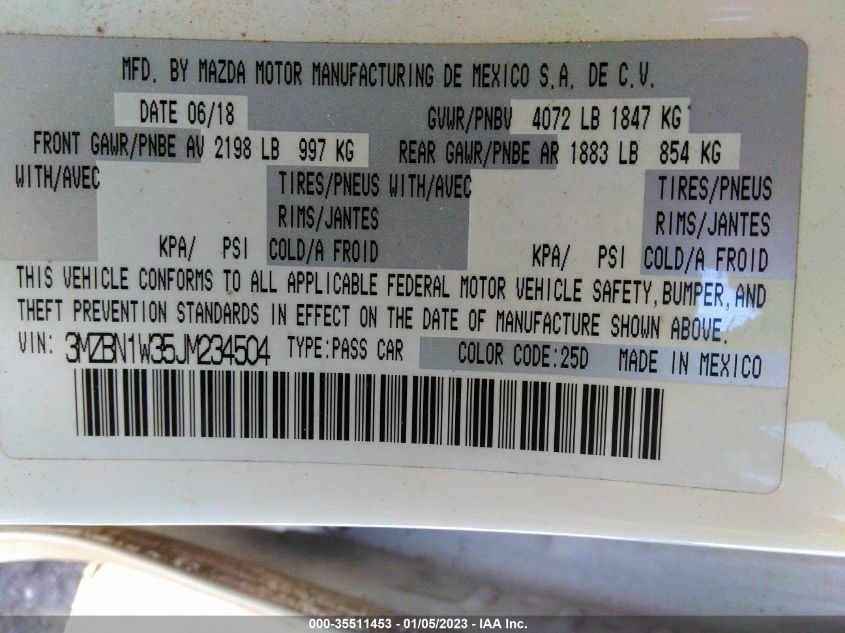 MFD. BY MAZDA MOTOR MANUFACTURING DE MEXICO S.A. DE C.V.
DATE 06/18 GVWR/PNBV 4072 LB 1847 KG
FRONT GAWR/PNBE AV 2198 LB 997 KG REAR GAWR/PNBE AR 1883 LB 854 KG
WITH/AVEC TIRES/PNEUS WITH/AVEC TIRES/PNEUS
RIMS/JANTES RIMS/JANTES
KPA/ PSI COLD/A FROID KPA/ PSI COLD/A FROID
THIS VEHICLE CONFORMS TO ALL APPLICABLE FEDERAL MOTOR VEHICLE SAFETY, BUMPER, AND
THEFT PREVENTION STANDARDS IN EFFECT ON THE DATE OF MANUFACTURE SHOWN ABOVE.
VIN: 3MZBN1W35JM234504 TYPE:PASS CAR COLOR CODE:25D MADE IN MEXICO
000-35511453 - 01/05/2023 - IAA Inc.